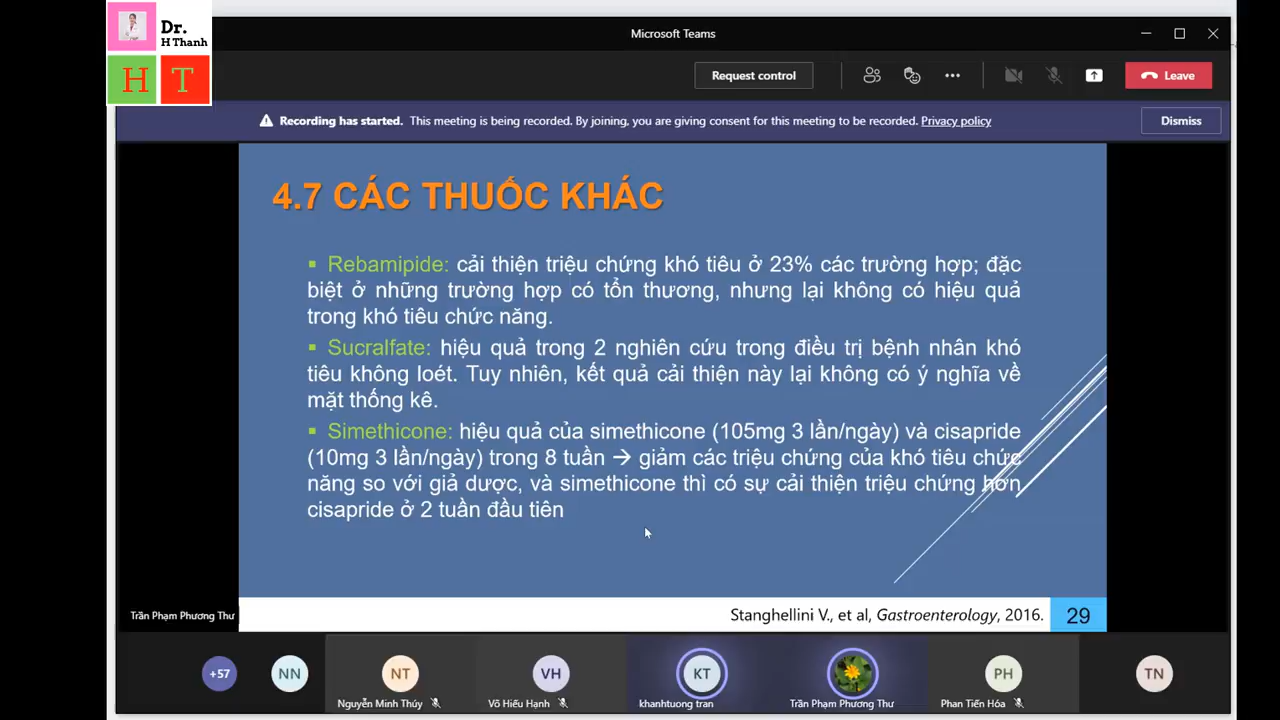 Dr.
H Thanh
H T
Microsoft Teams
Request control
Leave
Recording has started. This meeting is being recorded. By joining, you are giving consent for this meeting to be recorded. Privacy policy
Dismiss
4.7 CÁC THUỐC KHÁC
▪ Rebamipide: cải thiện triệu chứng khó tiêu ở 23% các trường hợp; đặc
biệt ở những trường hợp có tổn thương, nhưng lại không có hiệu quả
trong khó tiêu chức năng.
▪ Sucralfate: hiệu quả trong 2 nghiên cứu trong điều trị bệnh nhân khó
tiêu không loét. Tuy nhiên, kết quả cải thiện này lại không có ý nghĩa về
mặt thống kê.
▪ Simethicone: hiệu quả của simethicone (105mg 3 lần/ngày) và cisapride
(10mg 3 lần/ngày) trong 8 tuần → giảm các triệu chứng của khó tiêu chức
năng so với giả dược, và simethicone thì có sự cải thiện triệu chứng hơn
cisapride ở 2 tuần đầu tiên
Trần Phạm Phương Thư
Stanghellini V., et al, Gastroenterology, 2016.
29
+57
NN
NT
VH
KT
PH
TN
Nguyễn Minh Thúy
Võ Hiếu Hạnh
khanhtuong tran
Trần Phạm Phương Thư
Phan Tiến Hóa